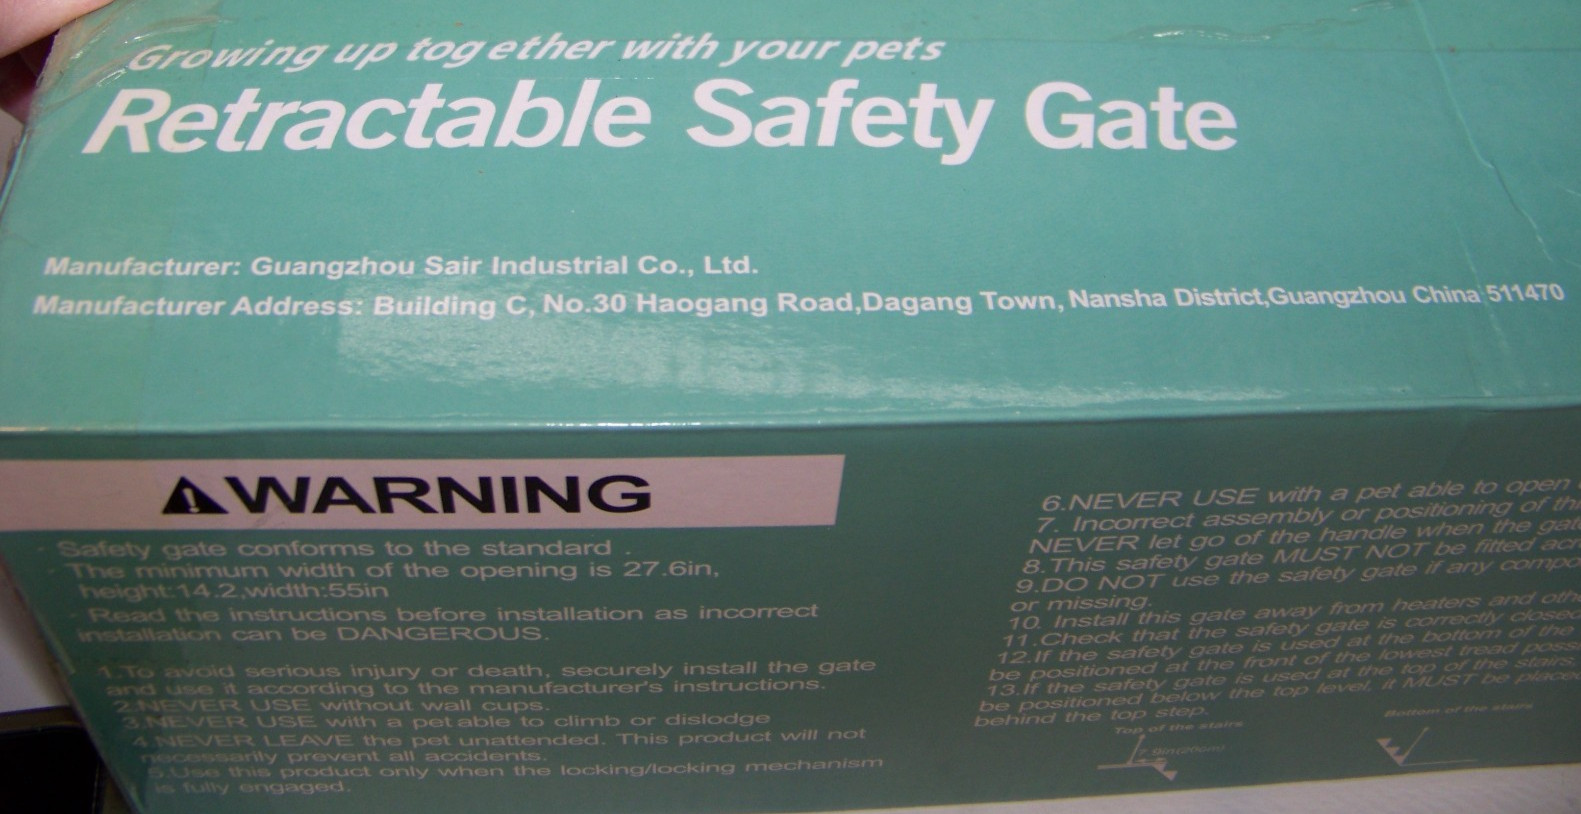 Growing up together with your pets
Retractable Safety Gate
Manufacturer: Guangzhou Sair Industrial Co., Ltd.
Manufacturer Address: Building C, No.30 Haogang Road,Dagang Town, Nansha District,Guangzhou China 511470
WARNING
Safety gate conforms to the standard .
The minimum width of the opening is 27.6in,
height:14.2,width:55in
Read the instructions before installation as incorrect
installation can be DANGEROUS.
1.To avoid serious injury or death, securely install the gate
and use it according to the manufacturer's instructions.
2.NEVER USE without wall cups.
3.NEVER USE with a pet able to climb or dislodge
4.NEVER LEAVE the pet unattended. This product will not
necessarily prevent all accidents.
5.Use this product only when the locking/locking mechanism
is fully engaged.
6.NEVER USE with a pet able to open
7. Incorrect assembly or positioning of
NEVER let go of the handle when the
8.This safety gate MUST NOT be fitted
9.DO NOT use the safety gate if any
or missing.
10. Install this gate away from heaters and
11.Check that the safety gate is correctly
12.If the safety gate is used at the bottom of the
be positioned at the front of the lowest tread
13.If the safety gate is used at the top of the stairs,
be positioned below the top level, it MUST be
behind the top step.
Top of the stairs
7.9in(20cm)
Bottom of the stairs